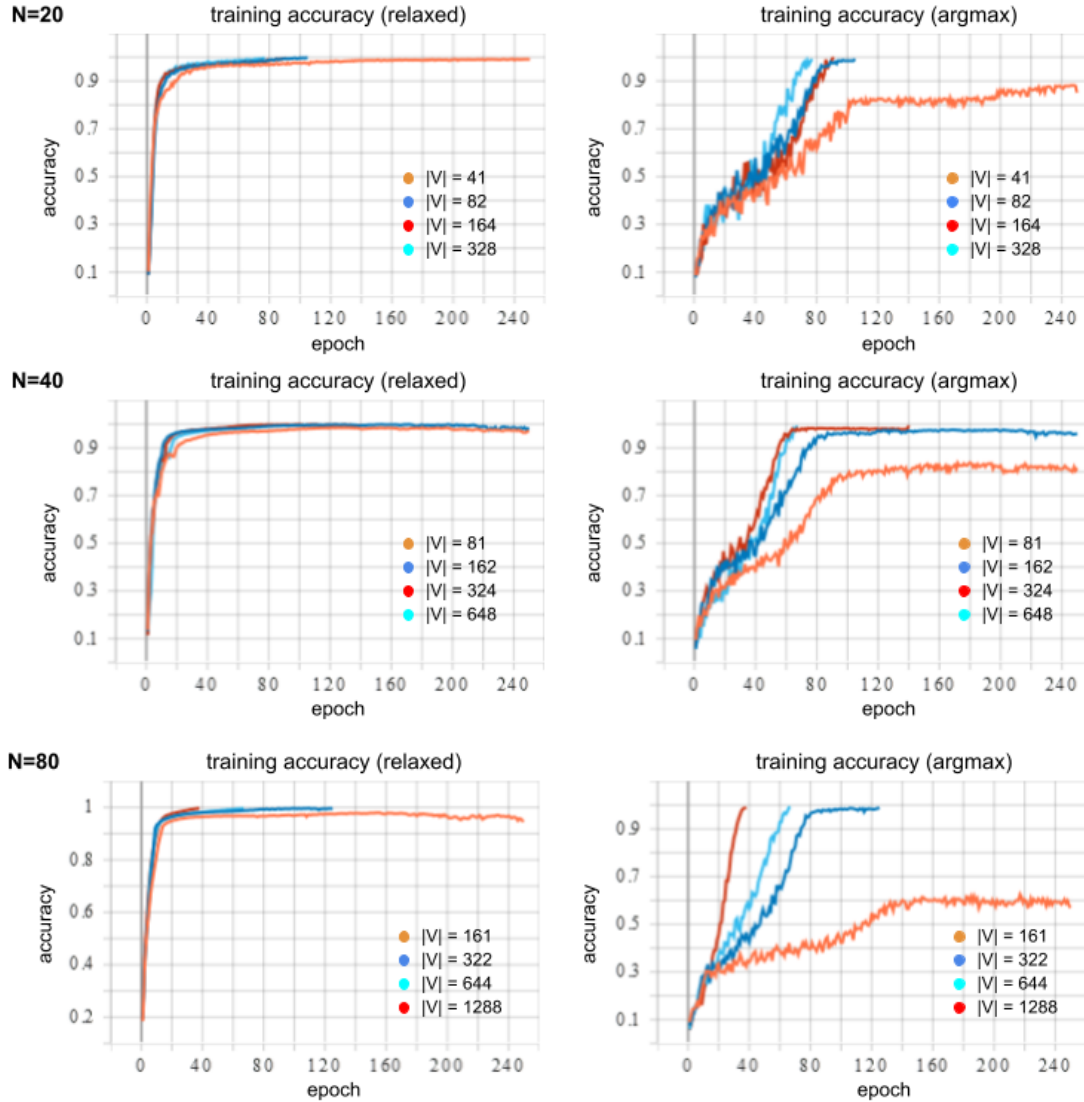 N=20
training accuracy (relaxed)
training accuracy (argmax)
accuracy
0.9
0.7
0.5
0.3
0.1
|V| = 41
|V| = 82
|V| = 164
|V| = 328
0 40 80 120 160 200 240
epoch
accuracy
0.9
0.7
0.5
0.3
0.1
|V| = 41
|V| = 82
|V| = 164
|V| = 328
0 40 80 120 160 200 240
epoch
N=40
training accuracy (relaxed)
training accuracy (argmax)
accuracy
0.9
0.7
0.5
0.3
0.1
|V| = 81
|V| = 162
|V| = 324
|V| = 648
0 40 80 120 160 200 240
epoch
accuracy
0.9
0.7
0.5
0.3
0.1
|V| = 81
|V| = 162
|V| = 324
|V| = 648
0 40 80 120 160 200 240
epoch
N=80
training accuracy (relaxed)
training accuracy (argmax)
accuracy
1
0.8
0.6
0.4
0.2
|V| = 161
|V| = 322
|V| = 644
|V| = 1288
0 40 80 120 160 200 240
epoch
accuracy
0.9
0.7
0.5
0.3
0.1
|V| = 161
|V| = 322
|V| = 644
|V| = 1288
0 40 80 120 160 200 240
epoch